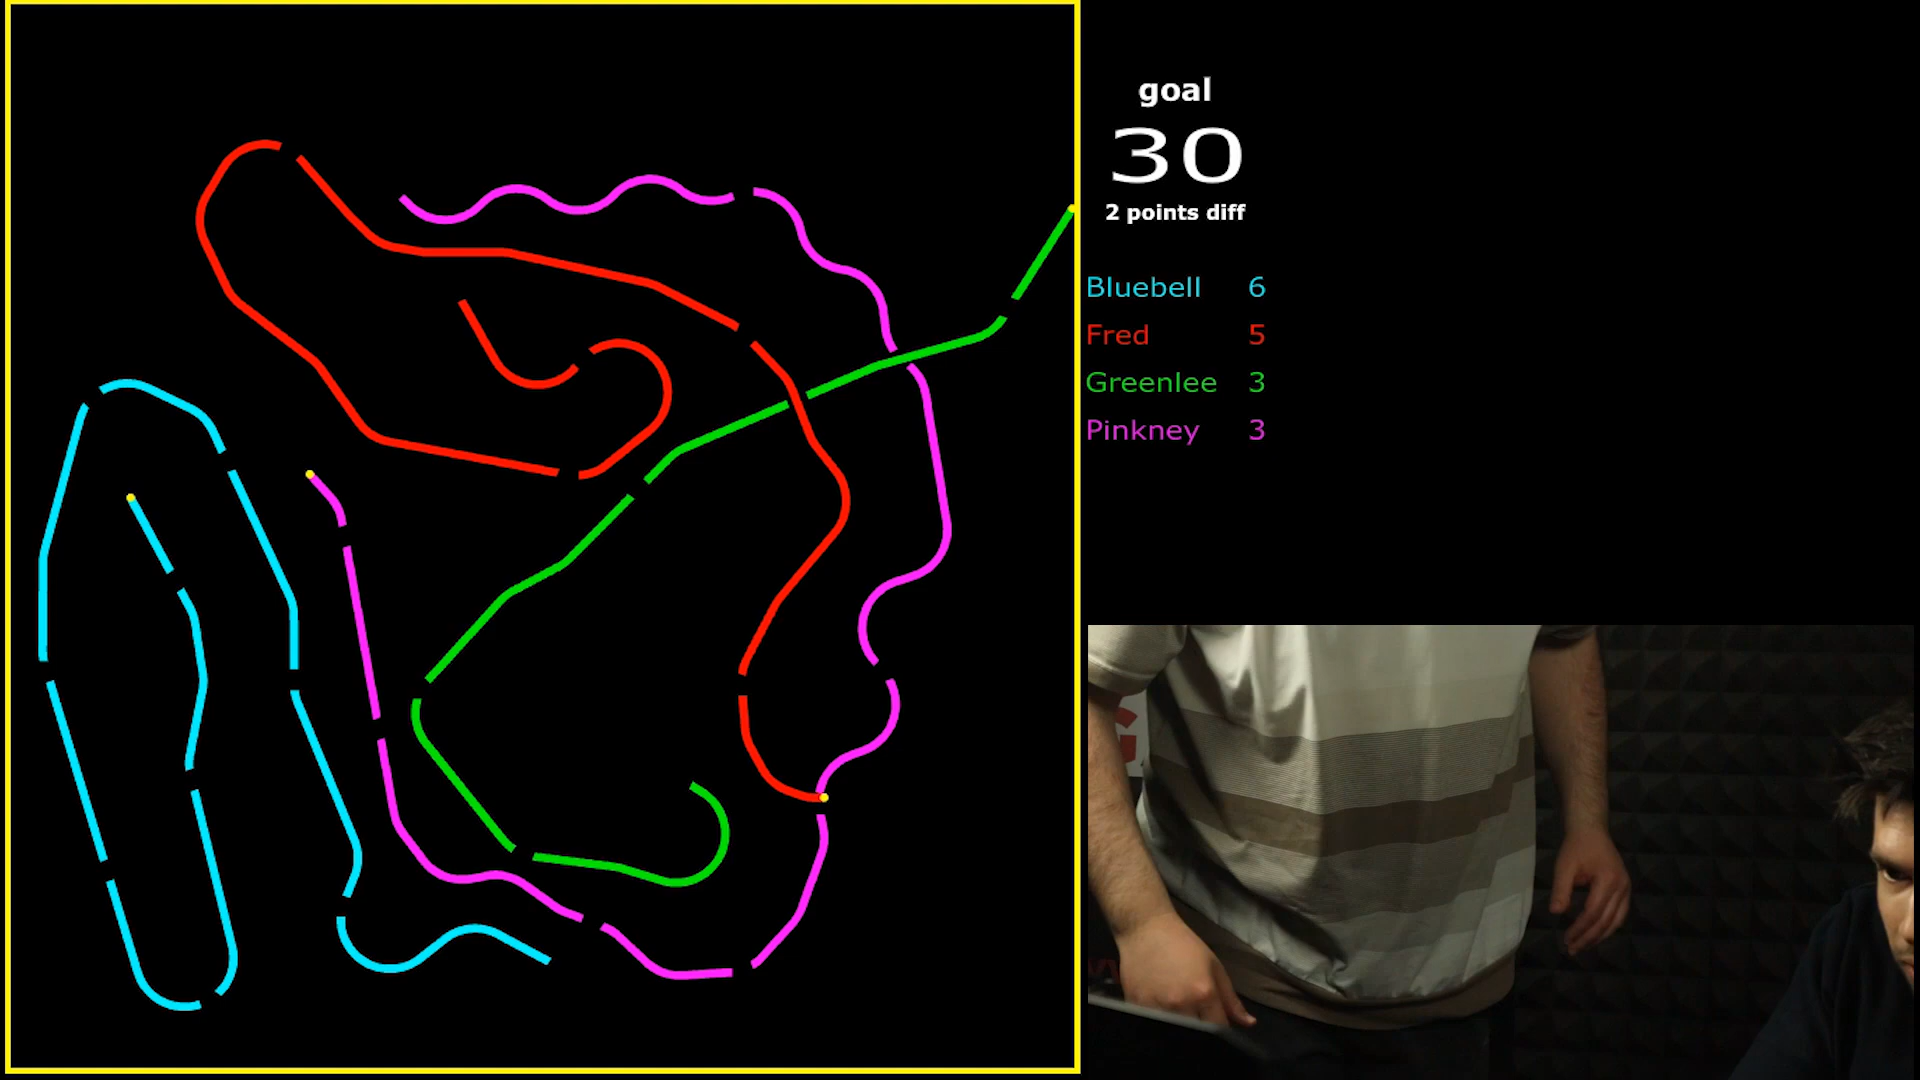 goal
30
2 points diff
Bluebell 6
Fred 5
Greenlee 3
Pinkney 3